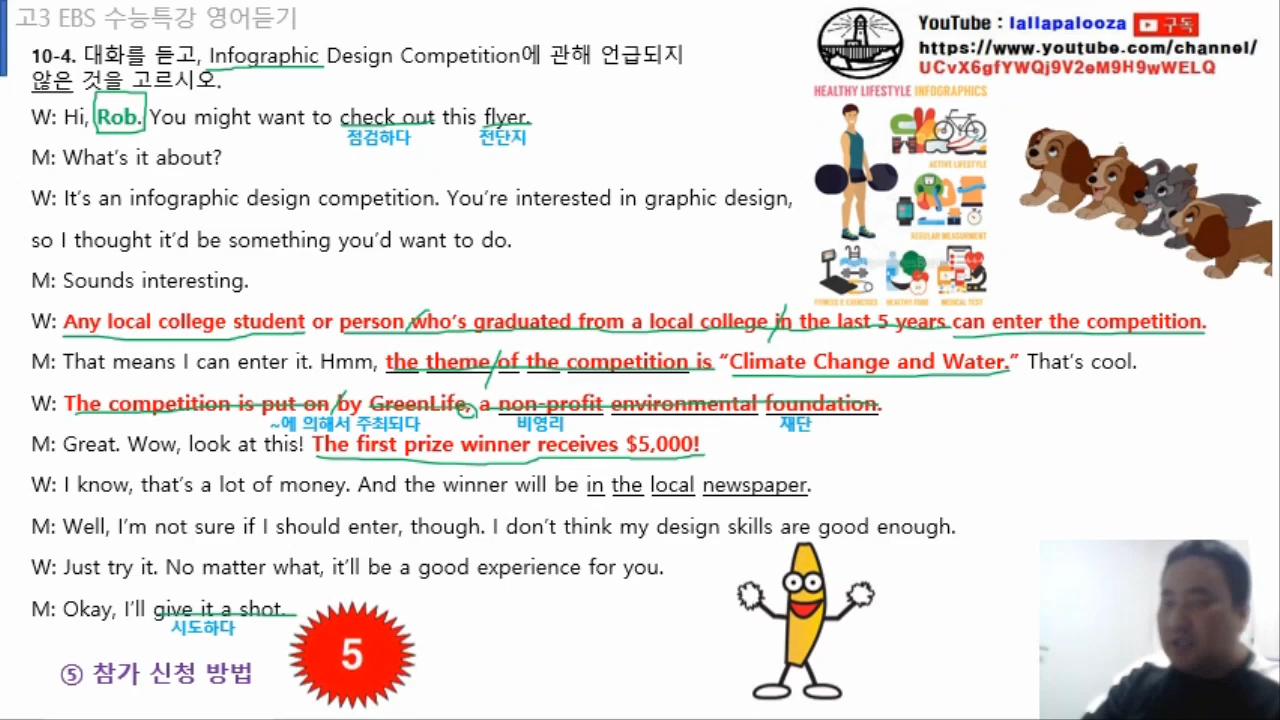 고3 EBS 수능특강 영어듣기
YouTube : lallapalooza 구독
https://www.youtube.com/channel/
UCvX6gfYWQj9V2eM9H9wWELQ
10-4. 대화를 듣고, Infographic Design Competition에 관해 언급되지
않은 것을 고르시오.
HEALTHY LIFESTYLE INFOGRAPHICS
W: Hi, Rob. You might want to check out this flyer.
점검하다 전단지
M: What's it about?
ACTIVE LIFESTYLE
W: It's an infographic design competition. You're interested in graphic design,
so I thought it'd be something you'd want to do.
REGULAR MEASURMENT
M: Sounds interesting.
FITNESS & EXERCISES HEALTHY FOOD MEDICAL TEST
W: Any local college student or person who's graduated from a local college in the last 5 years can enter the competition.
M: That means I can enter it. Hmm, the theme of the competition is “Climate Change and Water.” That's cool.
W: The competition is put on by GreenLife, a non-profit environmental foundation.
~에 의해서 주최되다 비영리 재단
M: Great. Wow, look at this! The first prize winner receives $5,000!
W: I know, that's a lot of money. And the winner will be in the local newspaper.
M: Well, I'm not sure if I should enter, though. I don't think my design skills are good enough.
W: Just try it. No matter what, it'll be a good experience for you.
M: Okay, I'll give it a shot.
시도하다
5
⑤ 참가 신청 방법